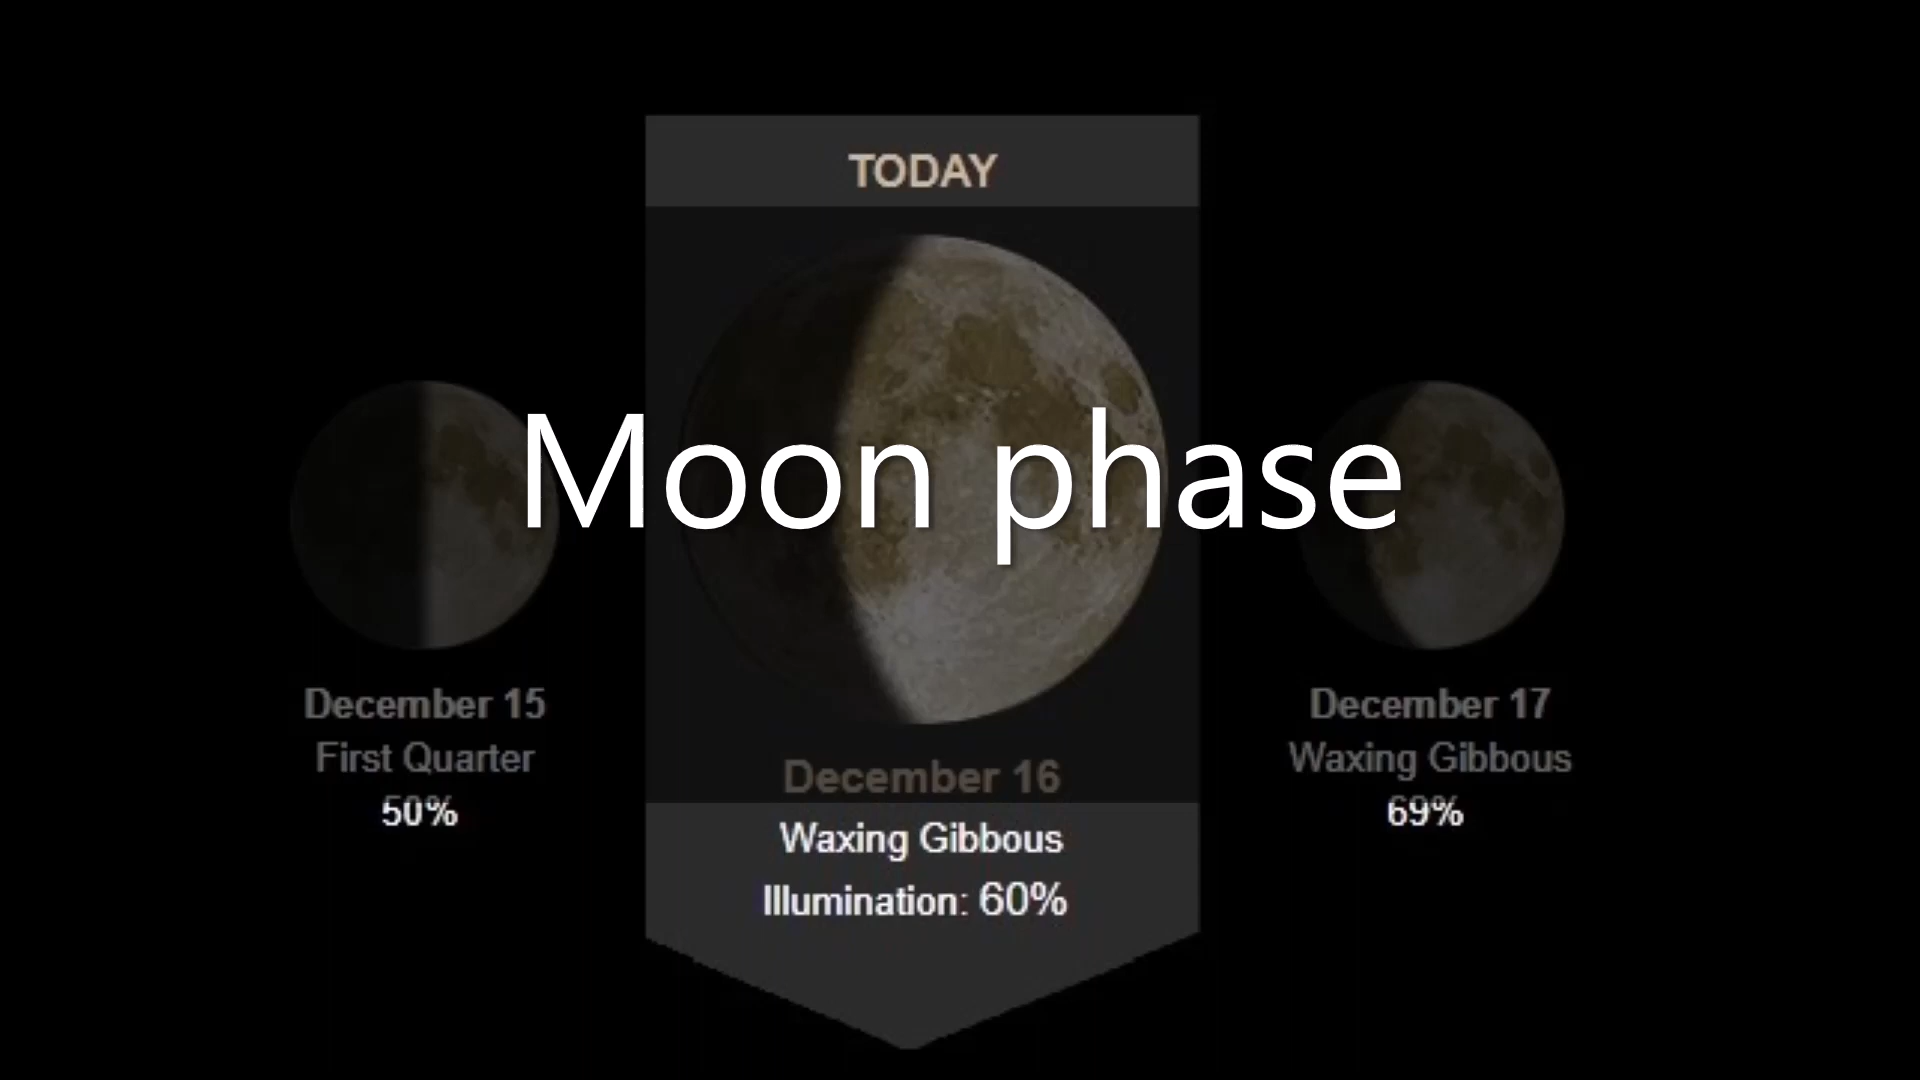 TODAY
Moon phase
December 15
First Quarter
50%
December 16
Waxing Gibbous
Illumination: 60%
December 17
Waxing Gibbous
69%